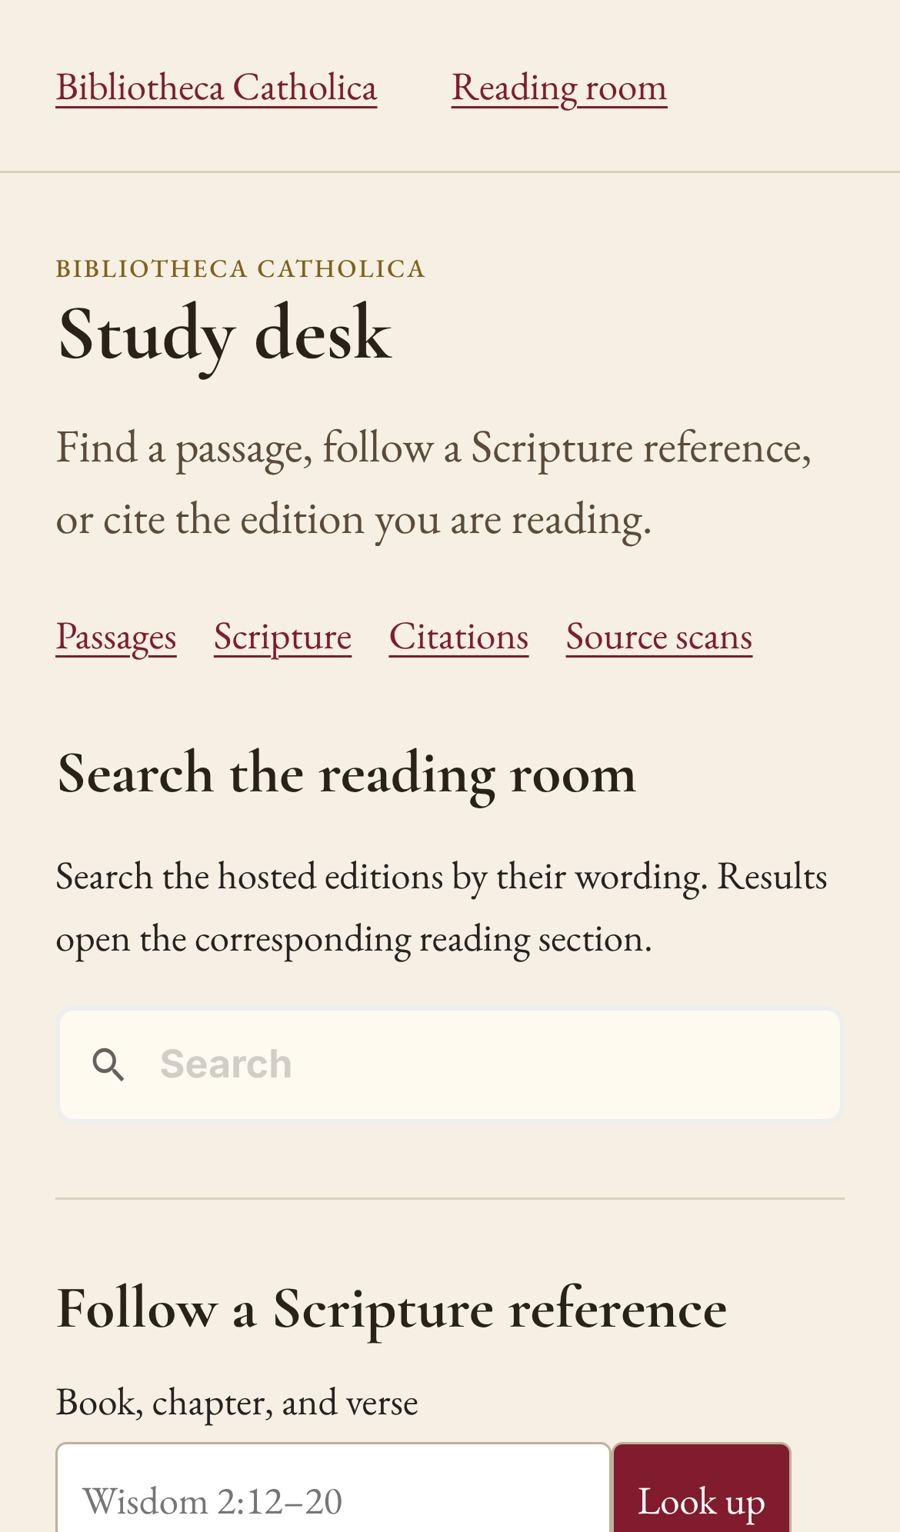 Bibliotheca Catholica Reading room
BIBLIOTHECA CATHOLICA
Study desk
Find a passage, follow a Scripture reference,
or cite the edition you are reading.
Passages Scripture Citations Source scans
Search the reading room
Search the hosted editions by their wording. Results
open the corresponding reading section.
Search
Follow a Scripture reference
Book, chapter, and verse
Wisdom 2:12–20 Look up